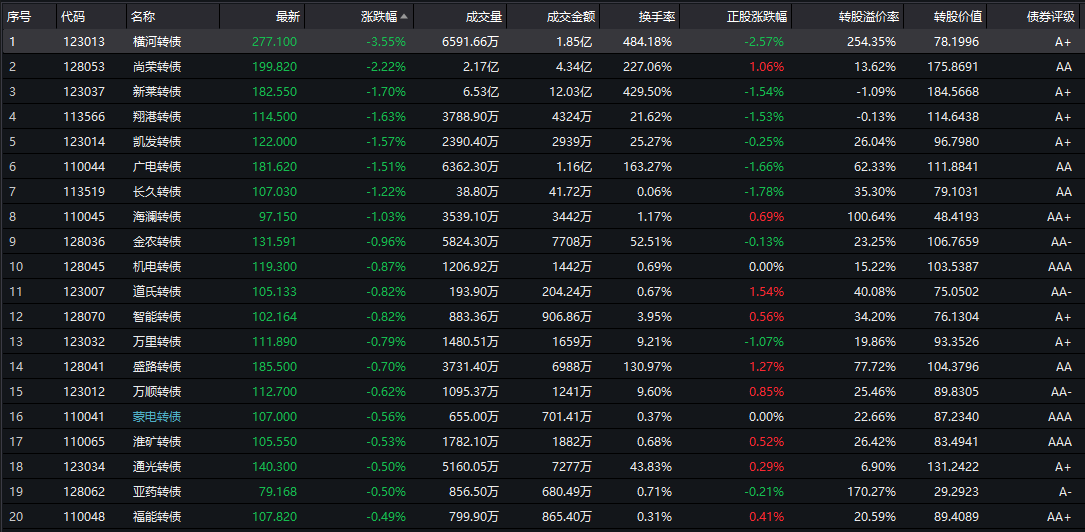 序号 代码 名称 最新 涨跌幅 成交量 成交金额 换手率 正股涨跌幅 转股溢价率 转股价值 债券评级
1 123013 横河转债 277.100 -3.55% 6591.66万 1.85亿 484.18% -2.57% 254.35% 78.1996 A+
2 128053 尚荣转债 199.820 -2.22% 2.17亿 4.34亿 227.06% 1.06% 13.62% 175.8691 AA
3 123037 新莱转债 182.550 -1.70% 6.53亿 12.03亿 429.50% -1.54% -1.09% 184.5668 A+
4 113566 翔港转债 114.500 -1.63% 3788.90万 4324万 21.62% -1.53% -0.13% 114.6438 A+
5 123014 凯发转债 122.000 -1.57% 2390.40万 2939万 25.27% -0.25% 26.04% 96.7980 A+
6 110044 广电转债 181.620 -1.51% 6362.30万 1.16亿 163.27% -1.66% 62.33% 111.8841 AA
7 113519 长久转债 107.030 -1.22% 38.80万 41.72万 0.06% -1.78% 35.30% 79.1031 AA
8 110045 海澜转债 97.150 -1.03% 3539.10万 3442万 1.17% 0.69% 100.64% 48.4193 AA+
9 128036 金农转债 131.591 -0.96% 5824.30万 7708万 52.51% -0.13% 23.25% 106.7659 AA-
10 128045 机电转债 119.300 -0.87% 1206.92万 1442万 0.69% 0.00% 15.22% 103.5387 AAA
11 123007 道氏转债 105.133 -0.82% 193.90万 204.24万 0.67% 1.54% 40.08% 75.0502 AA-
12 128070 智能转债 102.164 -0.82% 883.36万 906.86万 3.95% 0.56% 34.20% 76.1304 A+
13 123032 万里转债 111.890 -0.79% 1480.51万 1659万 9.21% -1.07% 19.86% 93.3526 A+
14 128041 盛路转债 185.500 -0.70% 3731.40万 6988万 130.97% 1.27% 77.72% 104.3796 AA
15 123012 万顺转债 112.700 -0.62% 1095.37万 1241万 9.60% 0.85% 25.46% 89.8305 AA-
16 110041 蒙电转债 107.000 -0.56% 655.00万 701.41万 0.37% 0.00% 22.66% 87.2340 AAA
17 110065 淮矿转债 105.550 -0.53% 1782.10万 1882万 0.68% 0.52% 26.42% 83.4941 AAA
18 123034 通光转债 140.300 -0.50% 5160.05万 7277万 43.83% 0.29% 6.90% 131.2422 A+
19 128062 亚药转债 79.168 -0.50% 856.50万 680.49万 0.71% -0.21% 170.27% 29.2923 A-
20 110048 福能转债 107.820 -0.49% 799.90万 865.40万 0.31% 0.41% 20.59% 89.4089 AA+